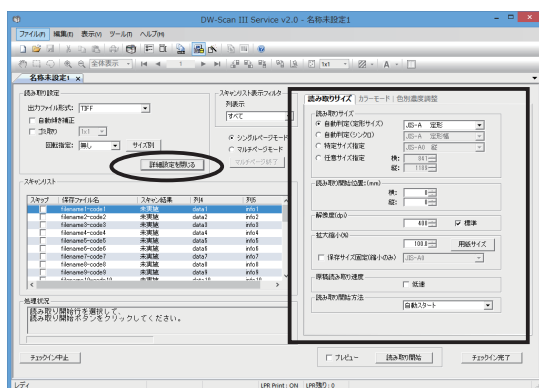 DW-Scan III Service v2.0 - 名称未設定1
ファイル(F) 編集(E) 表示(V) ツール(T) ヘルプ(H)
全体表示 1 1x1 A
名称未設定1 x
読み取り設定
出力ファイル形式: TIFF
自動傾き補正
ゴミ取り 1x1
回転指定: 無し サイズ別
詳細設定を閉じる
スキャンリスト表示フィルター
列表示
すべて
シングルページモード
マルチページモード
マルチページ終了
スキャンリスト
スキップ 保存ファイル名 スキャン結果 列4 列5
filename1-code1 未実施 data1 info1
filename2-code2 未実施 data2 info2
filename3-code3 未実施 data3 info3
filename4-code4 未実施 data4 info4
filename5-code5 未実施 data5 info5
filename6-code6 未実施 data6 info6
filename7-code7 未実施 data7 info7
filename8-code8 未実施 data8 info8
filename9-code9 未実施 data9 info9
処理状況
読み取り開始行を選択して、
読み取り開始ボタンをクリックしてください。
チェックイン中止
読み取りサイズ カラーモード 色別濃度調整
読み取りサイズ
自動判定(定形サイズ) JIS-A 定形
自動判定(シンクロ) JIS-A 定形幅
特定サイズ指定 JIS-A0 縦
任意サイズ指定 横: 841
縦: 1189
読み取り開始位置:(mm)
横: 0
縦: 0
解像度(dpi)
400 標準
拡大縮小(%)
100.0 用紙サイズ
保存サイズ固定(縮小のみ) JIS-A0
原稿読み取り速度
低速
読み取り開始方法
自動スタート
プレビュー 読み取り開始 チェックイン完了
レディ LPR Print : ON LPR残り : 0